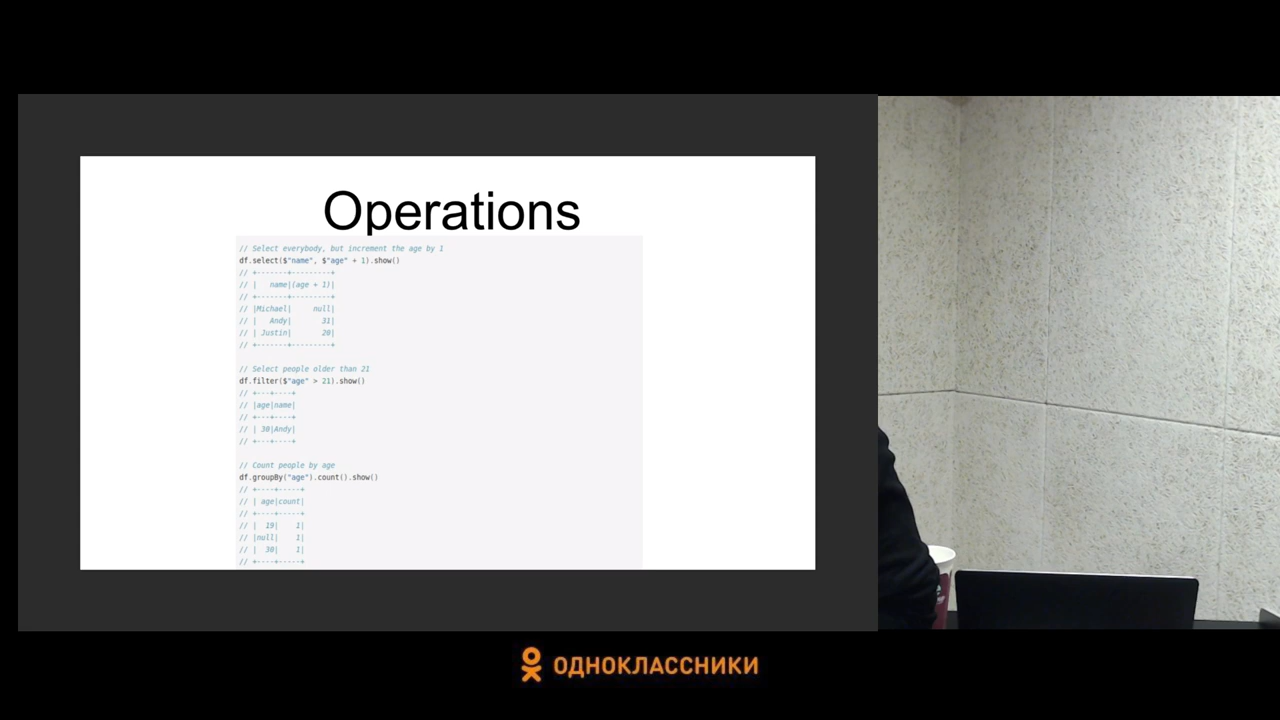 Operations
// Select everybody, but increment the age by 1
df.select($"name", $"age" + 1).show()
// +-------+---------+
// |   name|(age + 1)|
// +-------+---------+
// |Michael|     null|
// |   Andy|       31|
// | Justin|       20|
// +-------+---------+
// Select people older than 21
df.filter($"age" > 21).show()
// +---+----+
// |age|name|
// +---+----+
// | 30|Andy|
// +---+----+
// Count people by age
df.groupBy("age").count().show()
// +----+-----+
// | age|count|
// +----+-----+
// |  19|    1|
// |null|    1|
// |  30|    1|
// +----+-----+
ОДНОКЛАССНИКИ